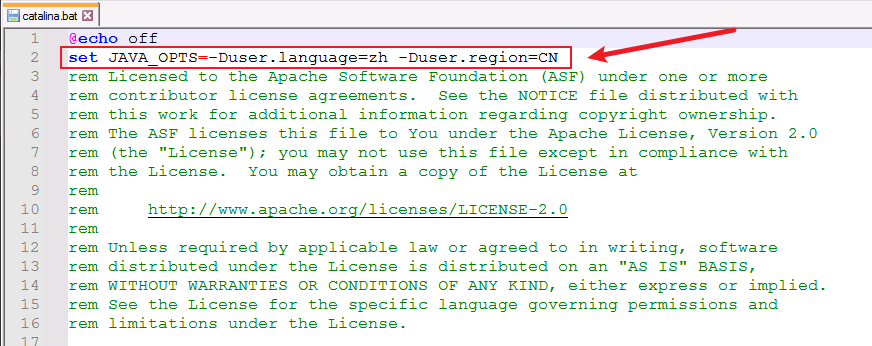 catalina.bat
1 @echo off
2 set JAVA_OPTS=-Duser.language=zh -Duser.region=CN
3 rem Licensed to the Apache Software Foundation (ASF) under one or more
4 rem contributor license agreements.  See the NOTICE file distributed with
5 rem this work for additional information regarding copyright ownership.
6 rem The ASF licenses this file to You under the Apache License, Version 2.0
7 rem (the "License"); you may not use this file except in compliance with
8 rem the License.  You may obtain a copy of the License at
9 rem
10 rem     http://www.apache.org/licenses/LICENSE-2.0
11 rem
12 rem Unless required by applicable law or agreed to in writing, software
13 rem distributed under the License is distributed on an "AS IS" BASIS,
14 rem WITHOUT WARRANTIES OR CONDITIONS OF ANY KIND, either express or implied.
15 rem See the License for the specific language governing permissions and
16 rem limitations under the License.
17